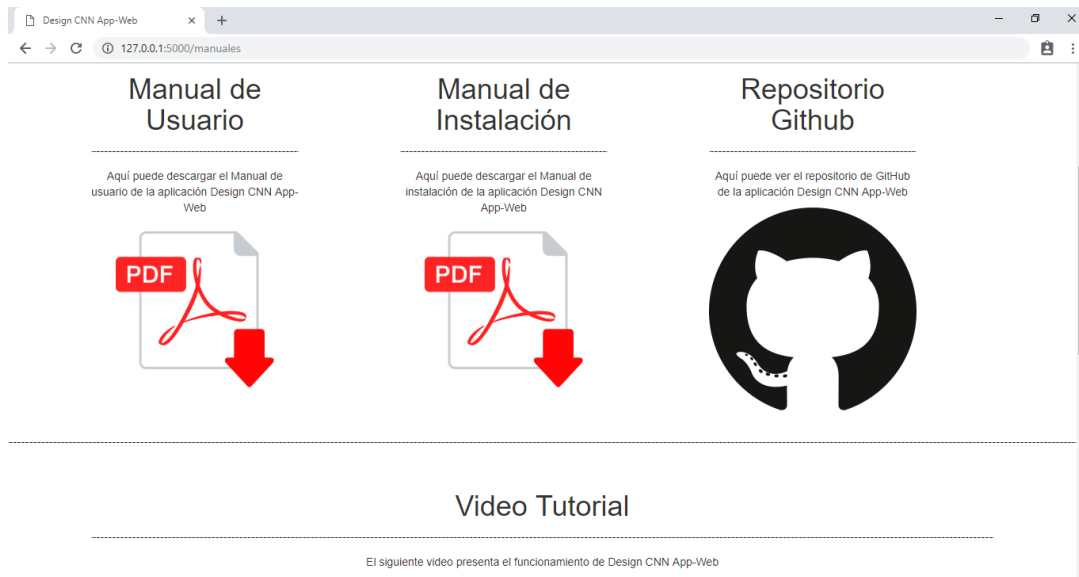 Design CNN App-Web
127.0.0.1:5000/manuales
Manual de
Usuario
Aquí puede descargar el Manual de
usuario de la aplicación Design CNN App-
Web
PDF
Manual de
Instalación
Aquí puede descargar el Manual de
instalación de la aplicación Design CNN
App-Web
PDF
Repositorio
Github
Aquí puede ver el repositorio de GitHub
de la aplicación Design CNN App-Web
Video Tutorial
El siguiente video presenta el funcionamiento de Design CNN App-Web